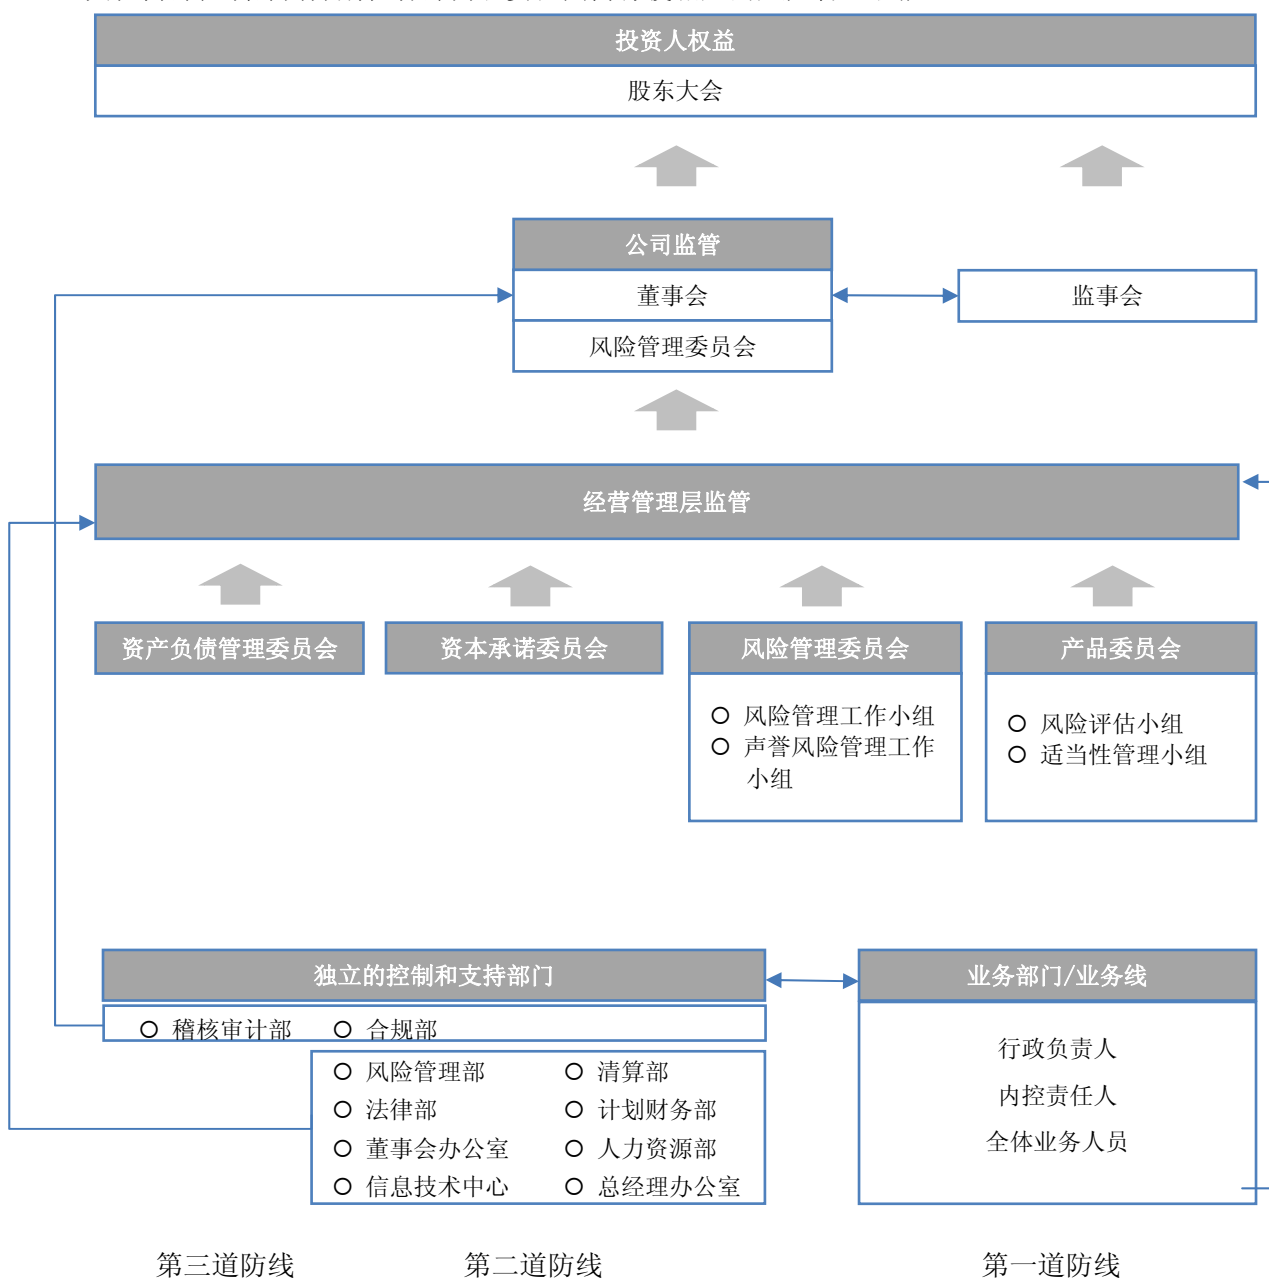 投资人权益
股东大会
公司监管
董事会
监事会
风险管理委员会
经营管理层监管
资产负债管理委员会
资本承诺委员会
风险管理委员会
风险管理工作小组
声誉风险管理工作
小组
产品委员会
风险评估小组
适当性管理小组
独立的控制和支持部门
稽核审计部 合规部
风险管理部 清算部
法律部 计划财务部
董事会办公室 人力资源部
信息技术中心 总经理办公室
业务部门/业务线
行政负责人
内控责任人
全体业务人员
第三道防线 第二道防线 第一道防线